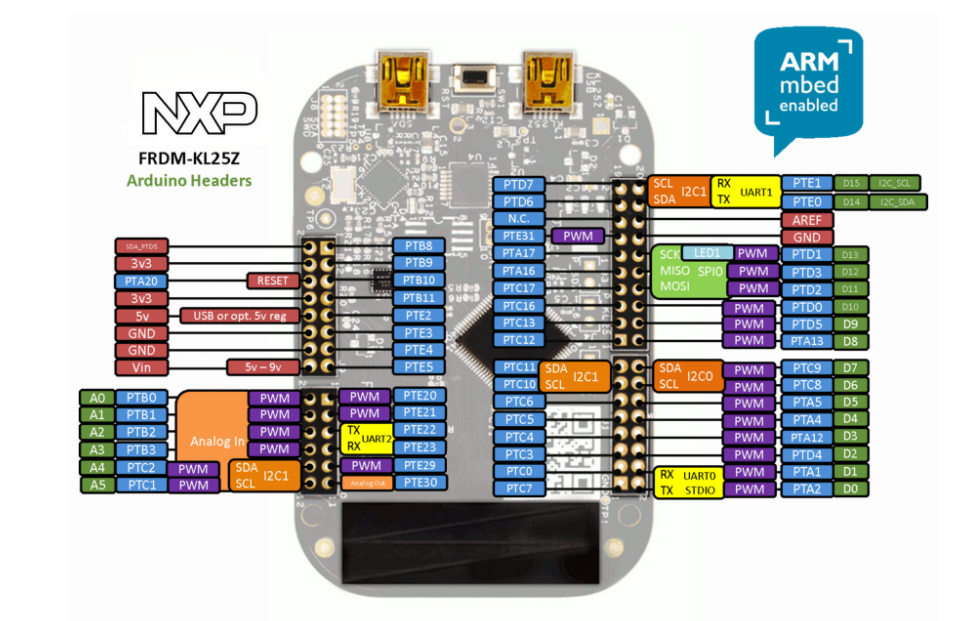 ARM
mbed
enabled
NXP
FRDM-KL25Z
Arduino Headers
PTD7
SCL
SDA
I2C1
RX
TX
UART1
PTE1
D15
I2C_SCL
PTD6
PTE0
D14
I2C_SDA
N.C.
AREF
PTE31
PWM
GND
PTA17
SCK
LED1
PWM
PTD1
D13
PTA16
MISO
SPI0
PWM
PTD3
D12
PTC17
MOSI
PWM
PTD2
D11
PTC16
PWM
PTD0
D10
PTC13
PWM
PTD5
D9
PTC12
PTA13
D8
PWM
SDA_PTD5
PTB8
3v3
PTB9
PTA20
RESET
PTB10
3v3
PTB11
5v
USB or opt. 5v reg
PTE2
GND
PTE3
GND
PTE4
Vin
5v – 9v
PTE5
PTC11
SDA
SCL
I2C1
SDA
SCL
I2C0
PWM
PTC9
D7
PTC10
PWM
PTC8
D6
PTC6
PWM
PTA5
D5
PTC5
PWM
PTA4
D4
PTC4
PWM
PTA12
D3
PTC3
PWM
PTD4
D2
PTC0
RX
UART0
PWM
PTA1
D1
PTC7
TX
STDIO
PWM
PTA2
D0
A0
PTB0
Analog In
PWM
PWM
PTE20
A1
PTB1
PWM
PWM
PTE21
A2
PTB2
PWM
TX
RX
UART2
PTE22
A3
PTB3
PWM
PTE23
A4
PTC2
PWM
SDA
SCL
I2C1
PWM
PTE29
A5
PTC1
PWM
Analog Out
PTE30